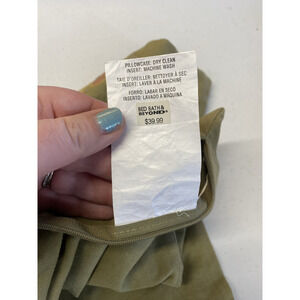 PILLOWCASE: DRY CLEAN
INSERT: MACHINE WASH
TAIE D'OREILLER: NETTOYER À SEC
INSERT: LAVER À LA MACHINE
FORRO: LABAR EN SECO
INSERTO: LAVADO A MAQUINA
BED BATH &
BEYOND
$39.99